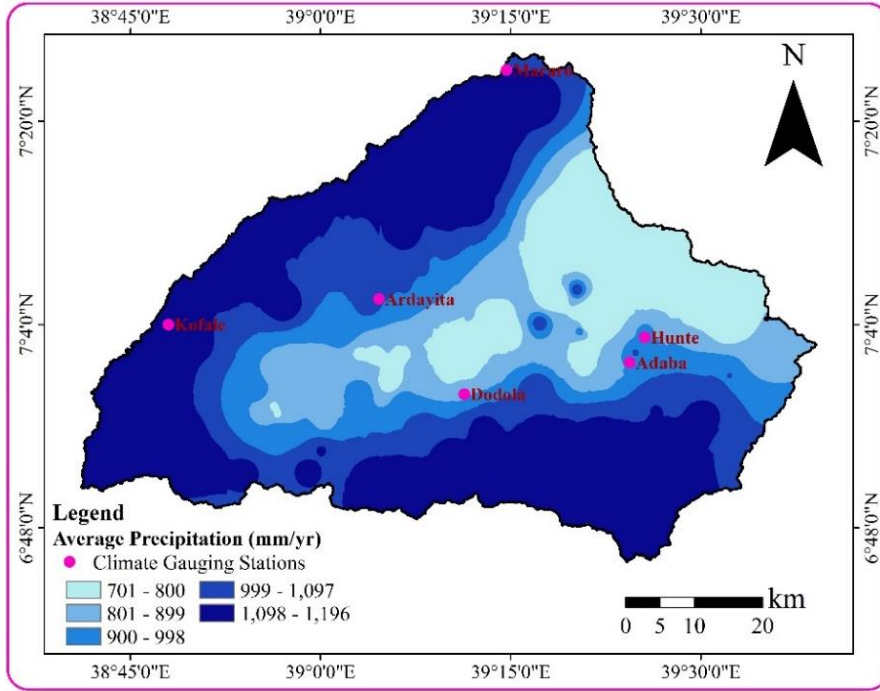 38°45'0"E 39°0'0"E 39°15'0"E 39°30'0"E
N
Mararo
7°20'0"N 7°20'0"N
Ardayita
Kofale
7°40'0"N 7°40'0"N
Hunte
Adaba
Dodola
6°48'0"N 6°48'0"N
Legend
Average Precipitation (mm/yr)
Climate Gauging Stations
701 - 800 999 - 1,097
801 - 899 1,098 - 1,196
900 - 998
km
0 5 10 20
38°45'0"E 39°0'0"E 39°15'0"E 39°30'0"E